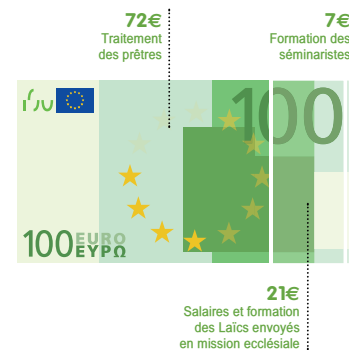 72€
Traitement
des prêtres
7€
Formation des
séminaristes
100
100 EURO
ΕΥΡΩ
21€
Salaires et formation
des Laïcs envoyés
en mission ecclésiale